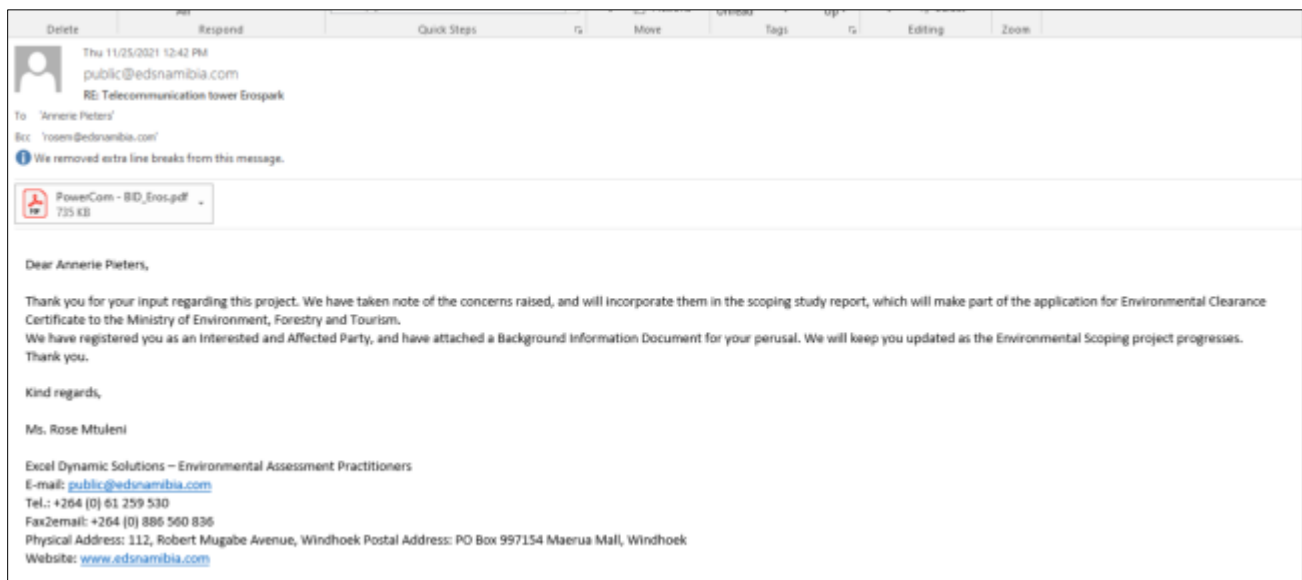 All
Unread
Up
Delete
Respond
Quick Steps
Move
Tags
Editing
Zoom
Thu 11/25/2021 12:42 PM
public@edsnamibia.com
RE: Telecommunication tower Erospark
To 'Annerie Pieters'
Bcc 'rosem@edsnamibia.com'
We removed extra line breaks from this message.
PowerCom - BID_Eros.pdf
735 KB
Dear Annerie Pieters,
Thank you for your input regarding this project. We have taken note of the concerns raised, and will incorporate them in the scoping study report, which will make part of the application for Environmental Clearance
Certificate to the Ministry of Environment, Forestry and Tourism.
We have registered you as an Interested and Affected Party, and have attached a Background Information Document for your perusal. We will keep you updated as the Environmental Scoping project progresses.
Thank you.
Kind regards,
Ms. Rose Mtuleni
Excel Dynamic Solutions – Environmental Assessment Practitioners
E-mail: public@edsnamibia.com
Tel.: +264 (0) 61 259 530
Fax2email: +264 (0) 886 560 836
Physical Address: 112, Robert Mugabe Avenue, Windhoek Postal Address: PO Box 997154 Maerua Mall, Windhoek
Website: www.edsnamibia.com